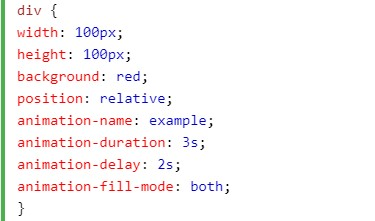 div {
width: 100px;
height: 100px;
background: red;
position: relative;
animation-name: example;
animation-duration: 3s;
animation-delay: 2s;
animation-fill-mode: both;
}